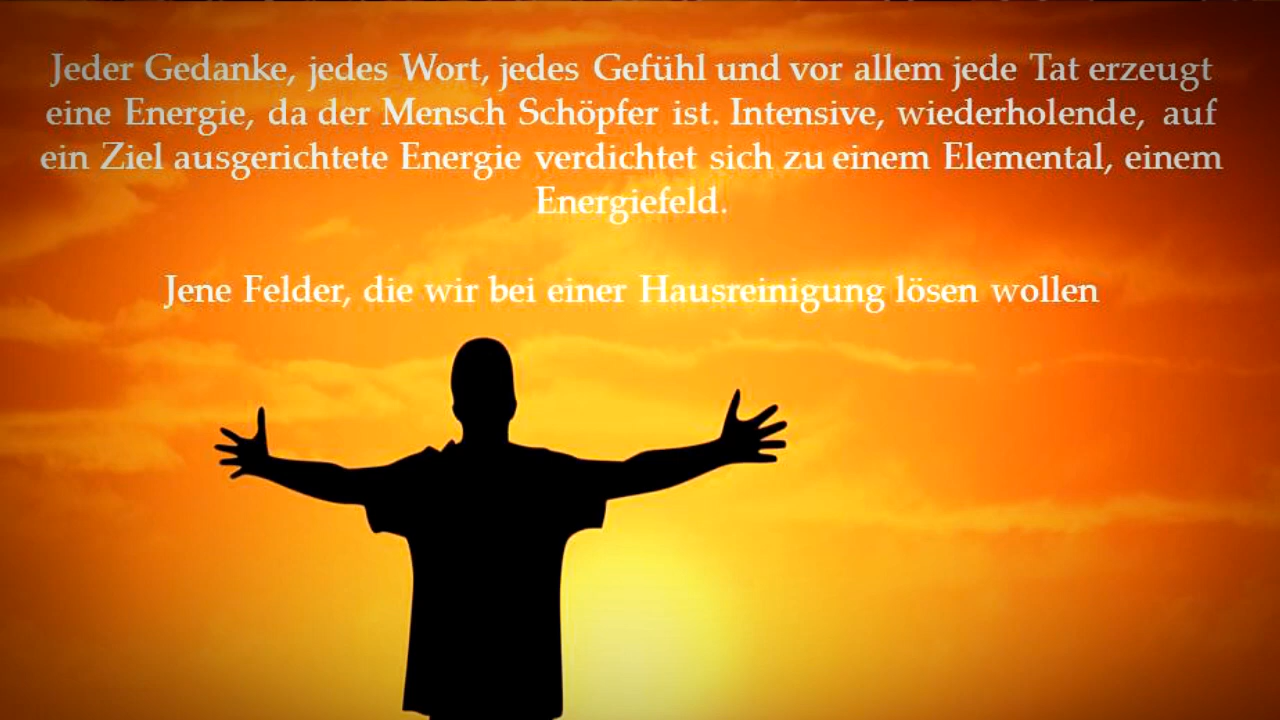 Jeder Gedanke, jedes Wort, jedes Gefühl und vor allem jede Tat erzeugt
eine Energie, da der Mensch Schöpfer ist. Intensive, wiederholende, auf
ein Ziel ausgerichtete Energie verdichtet sich zu einem Elemental, einem
Energiefeld.
Jene Felder, die wir bei einer Hausreinigung lösen wollen